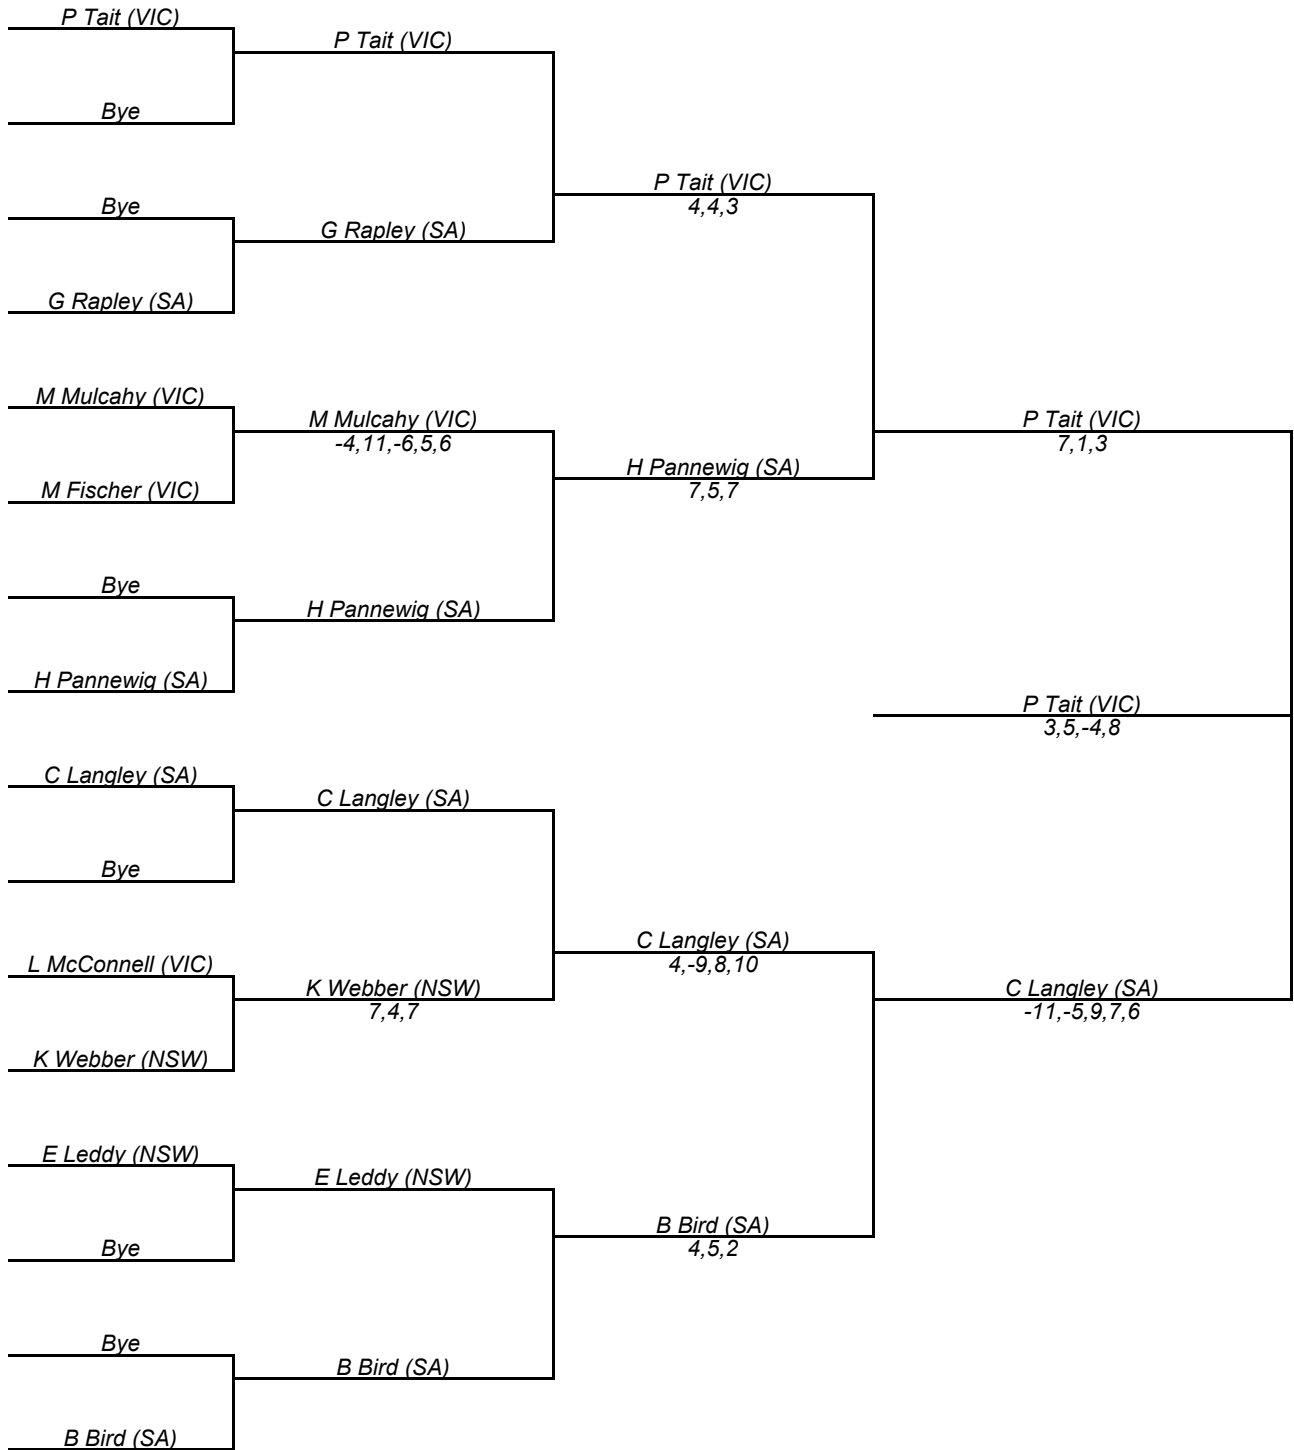 P Tait (VIC)
Bye
Bye
G Rapley (SA)
M Mulcahy (VIC)
M Fischer (VIC)
Bye
H Pannewig (SA)
C Langley (SA)
Bye
L McConnell (VIC)
K Webber (NSW)
E Leddy (NSW)
Bye
Bye
B Bird (SA)
P Tait (VIC)
G Rapley (SA)
M Mulcahy (VIC)
-4,11,-6,5,6
H Pannewig (SA)
C Langley (SA)
K Webber (NSW)
7,4,7
E Leddy (NSW)
B Bird (SA)
P Tait (VIC)
4,4,3
H Pannewig (SA)
7,5,7
C Langley (SA)
4,-9,8,10
B Bird (SA)
4,5,2
P Tait (VIC)
7,1,3
P Tait (VIC)
3,5,-4,8
C Langley (SA)
-11,-5,9,7,6